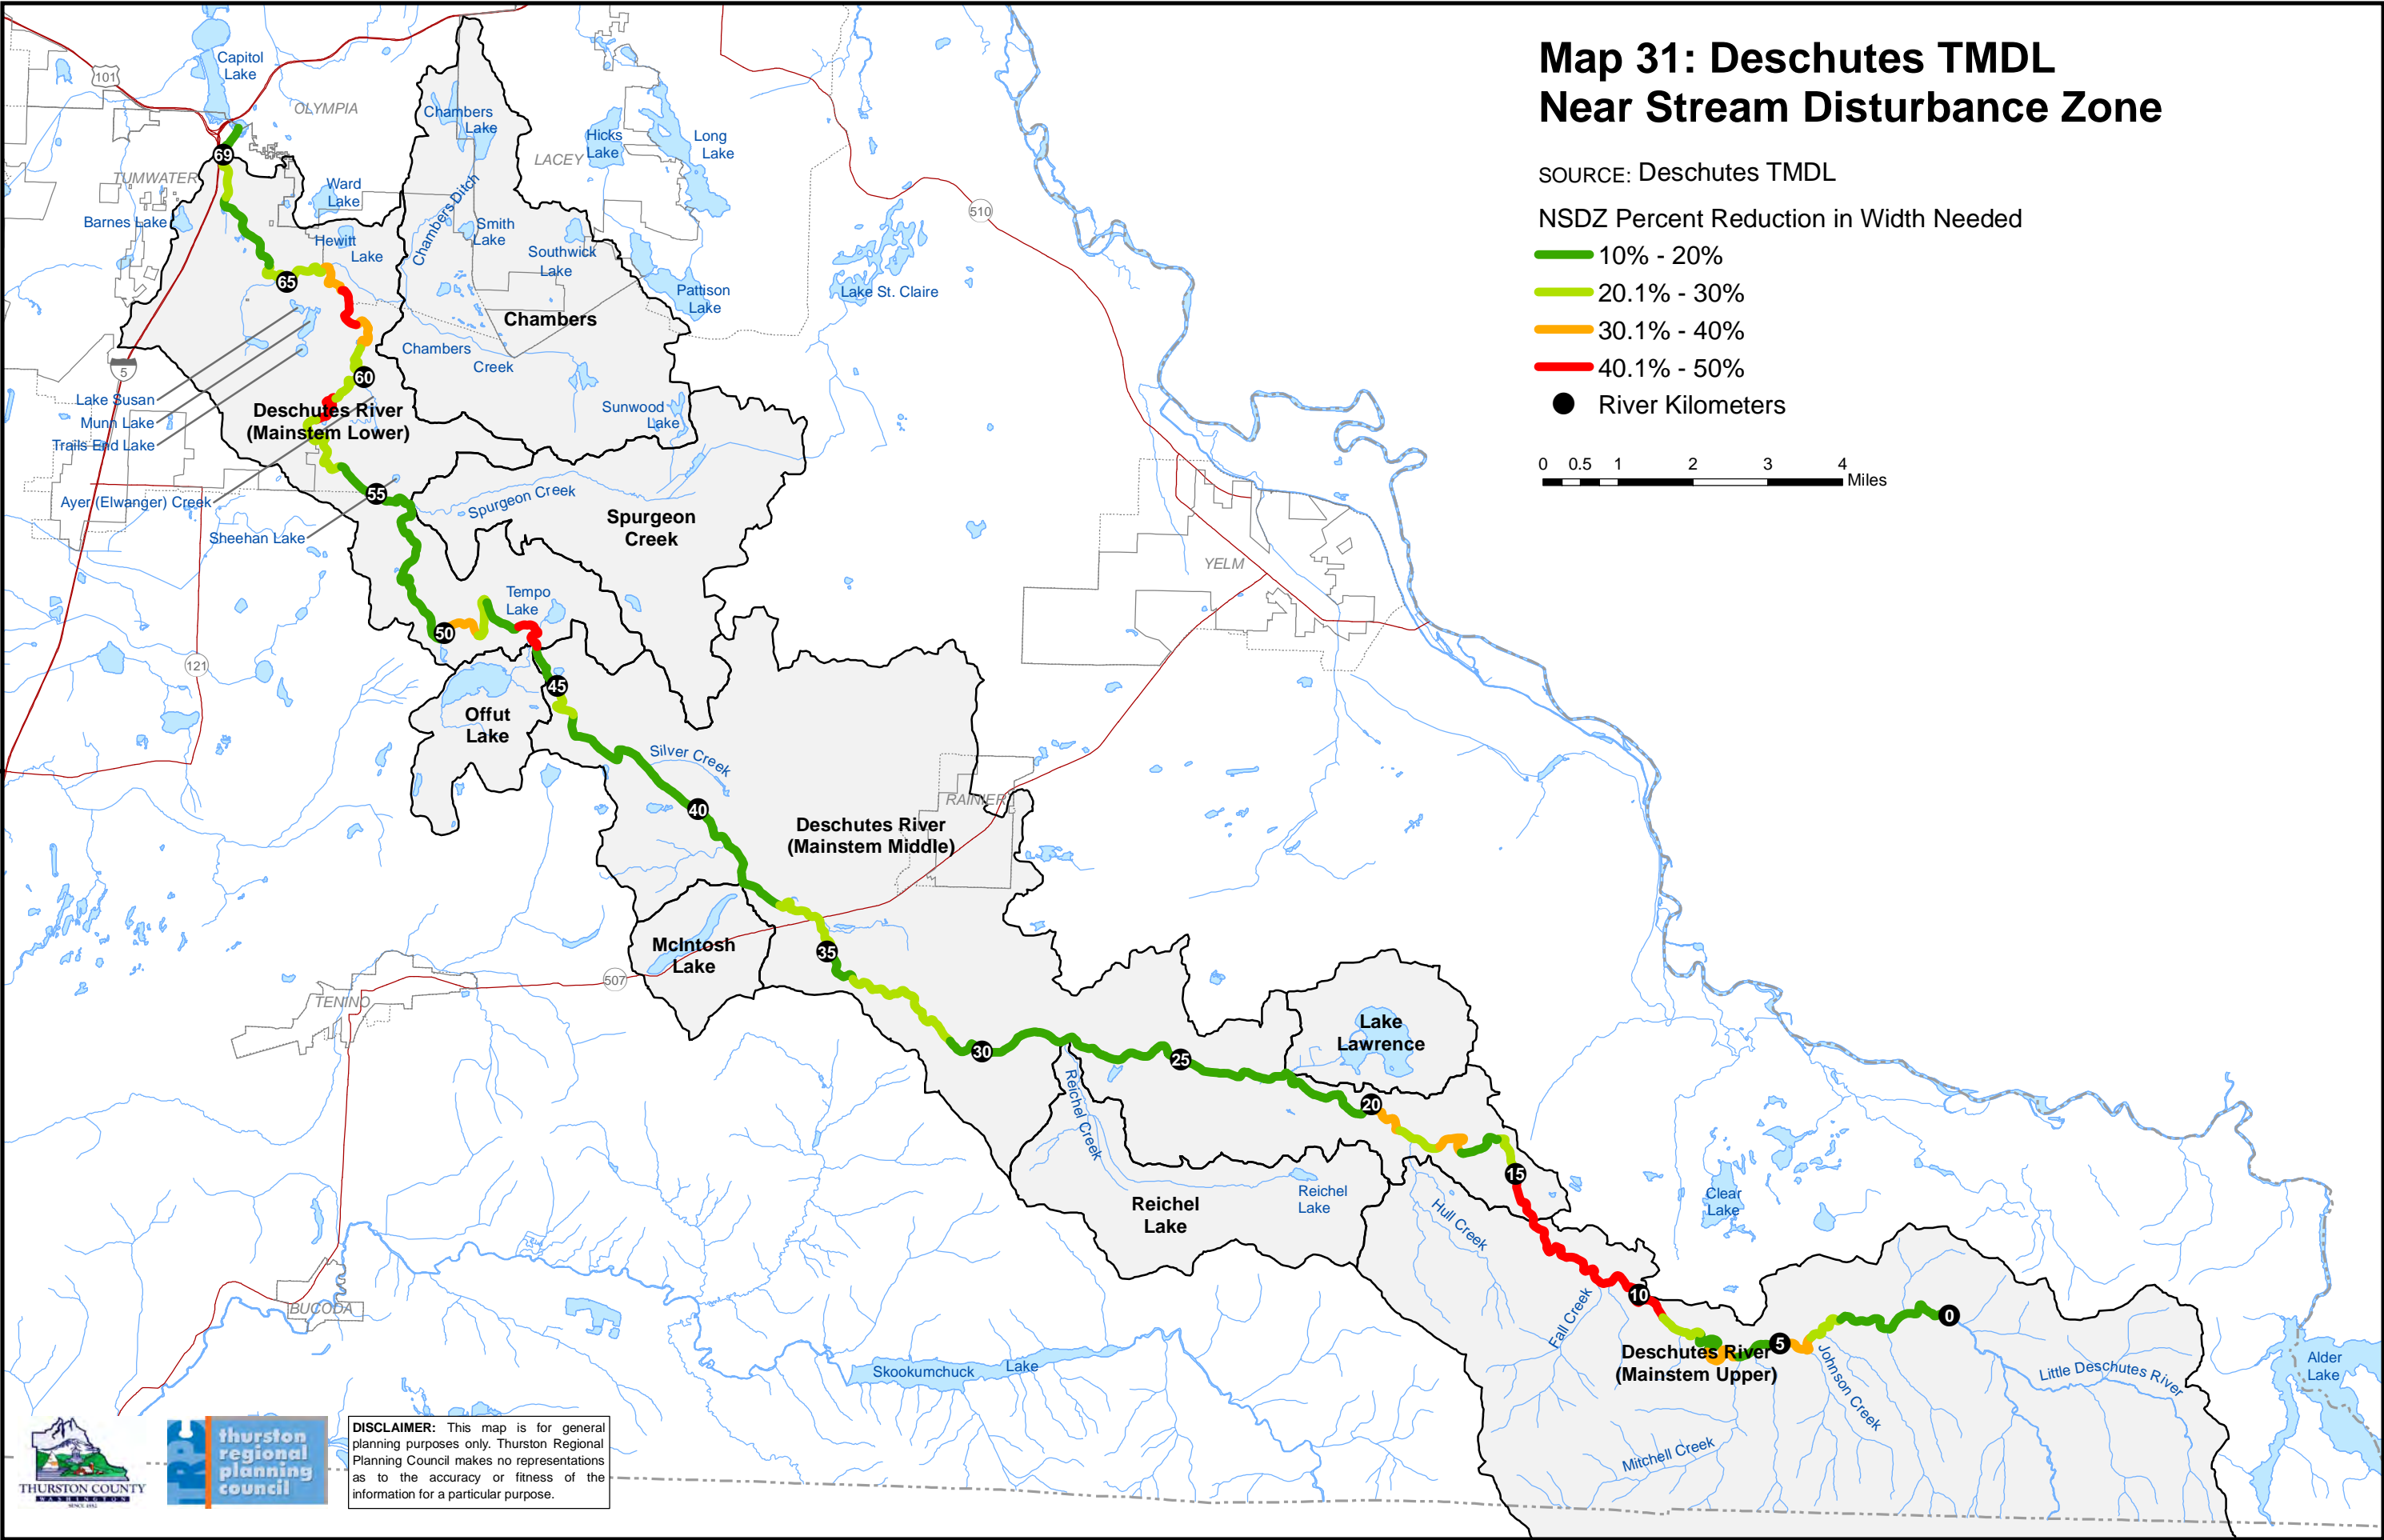 Map 31: Deschutes TMDL
Near Stream Disturbance Zone
SOURCE: Deschutes TMDL
NSDZ Percent Reduction in Width Needed
10% - 20%
20.1% - 30%
30.1% - 40%
40.1% - 50%
River Kilometers
0 0.5 1 2 3 4
Miles
Capitol
Lake
101
OLYMPIA
Chambers
Lake
Hicks
Lake
Long
Lake
LACEY
69
TUMWATER
Ward
Lake
Barnes Lake
Chambers Ditch
Smith
Lake
510
Hewitt
Lake
Southwick
Lake
65
Pattison
Lake
Lake St. Claire
Chambers
Chambers
Creek
5
60
Lake Susan
Munn Lake
Trails End Lake
Deschutes River
(Mainstem Lower)
Sunwood
Lake
Ayer (Elwanger) Creek
55
Spurgeon Creek
Spurgeon
Creek
Sheehan Lake
YELM
Tempo
Lake
50
121
45
Offut
Lake
Silver Creek
RAINIER
40
Deschutes River
(Mainstem Middle)
McIntosh
Lake
35
507
TENINO
Lake
Lawrence
30
25
20
Reichel Creek
15
Reichel
Lake
Reichel
Lake
Hull Creek
Clear
Lake
10
BUCODA
Fall Creek
0
5
Deschutes River
(Mainstem Upper)
Johnson Creek
Little Deschutes River
Alder
Lake
Skookumchuck Lake
Mitchell Creek
THURSTON COUNTY
WASHINGTON
SINCE 1852
TRPC
thurston
regional
planning
council
DISCLAIMER: This map is for general
planning purposes only. Thurston Regional
Planning Council makes no representations
as to the accuracy or fitness of the
information for a particular purpose.